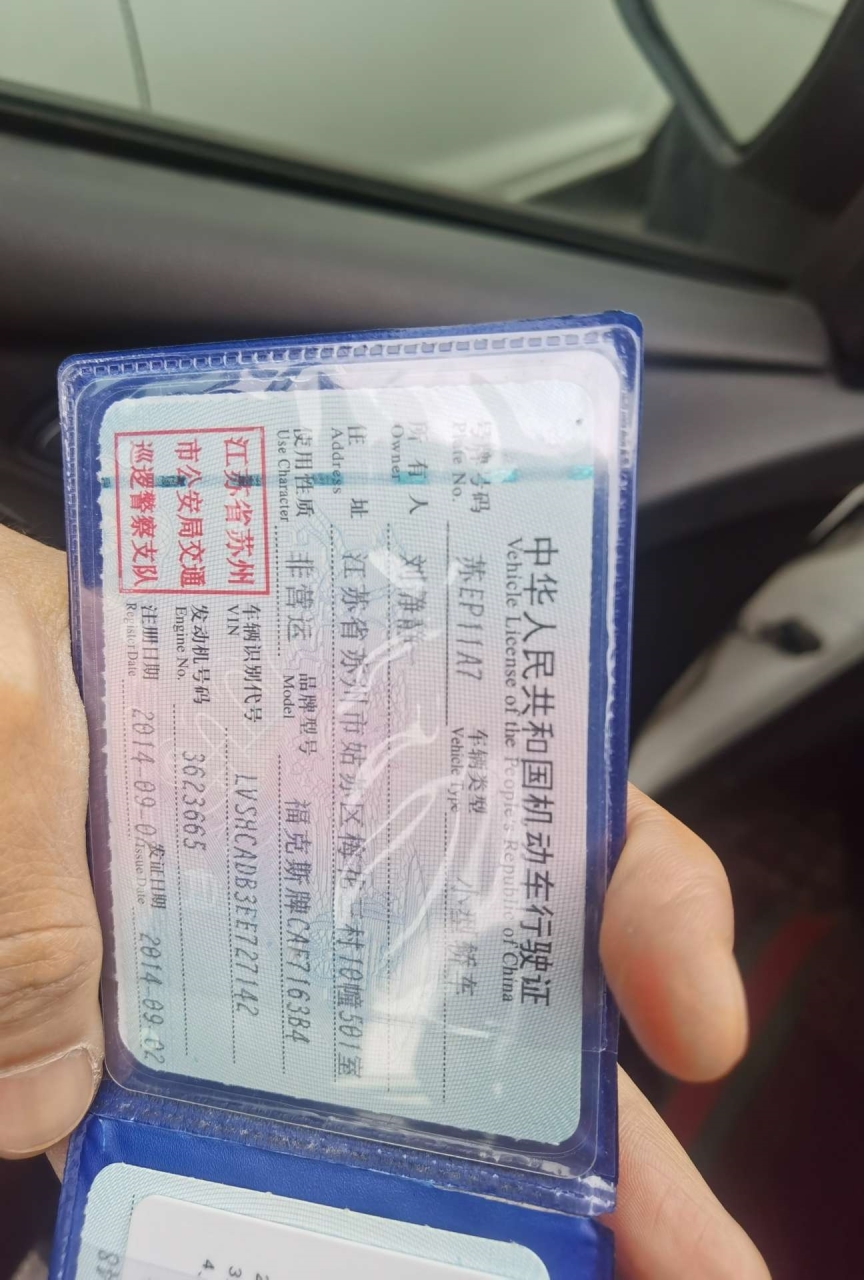 中华人民共和国机动车行驶证
Vehicle License of the People's Republic of China
号牌号码 苏EP11A7 车辆类型 小型轿车
Plate No. Vehicle Type
所有人 刘静
Owner
住址 江苏省苏州市姑苏区梅花二村10幢501室
Address
使用性质 非营运 品牌型号 福克斯牌CAF7163B4
Use Character Model
江苏省苏州
市公安局交通
巡逻警察支队
车辆识别代号 LVSHCADB3EE727142
VIN
发动机号码 3623665
Engine No.
注册日期 2014-09-02 发证日期 2014-09-02
Register Date Issue Date